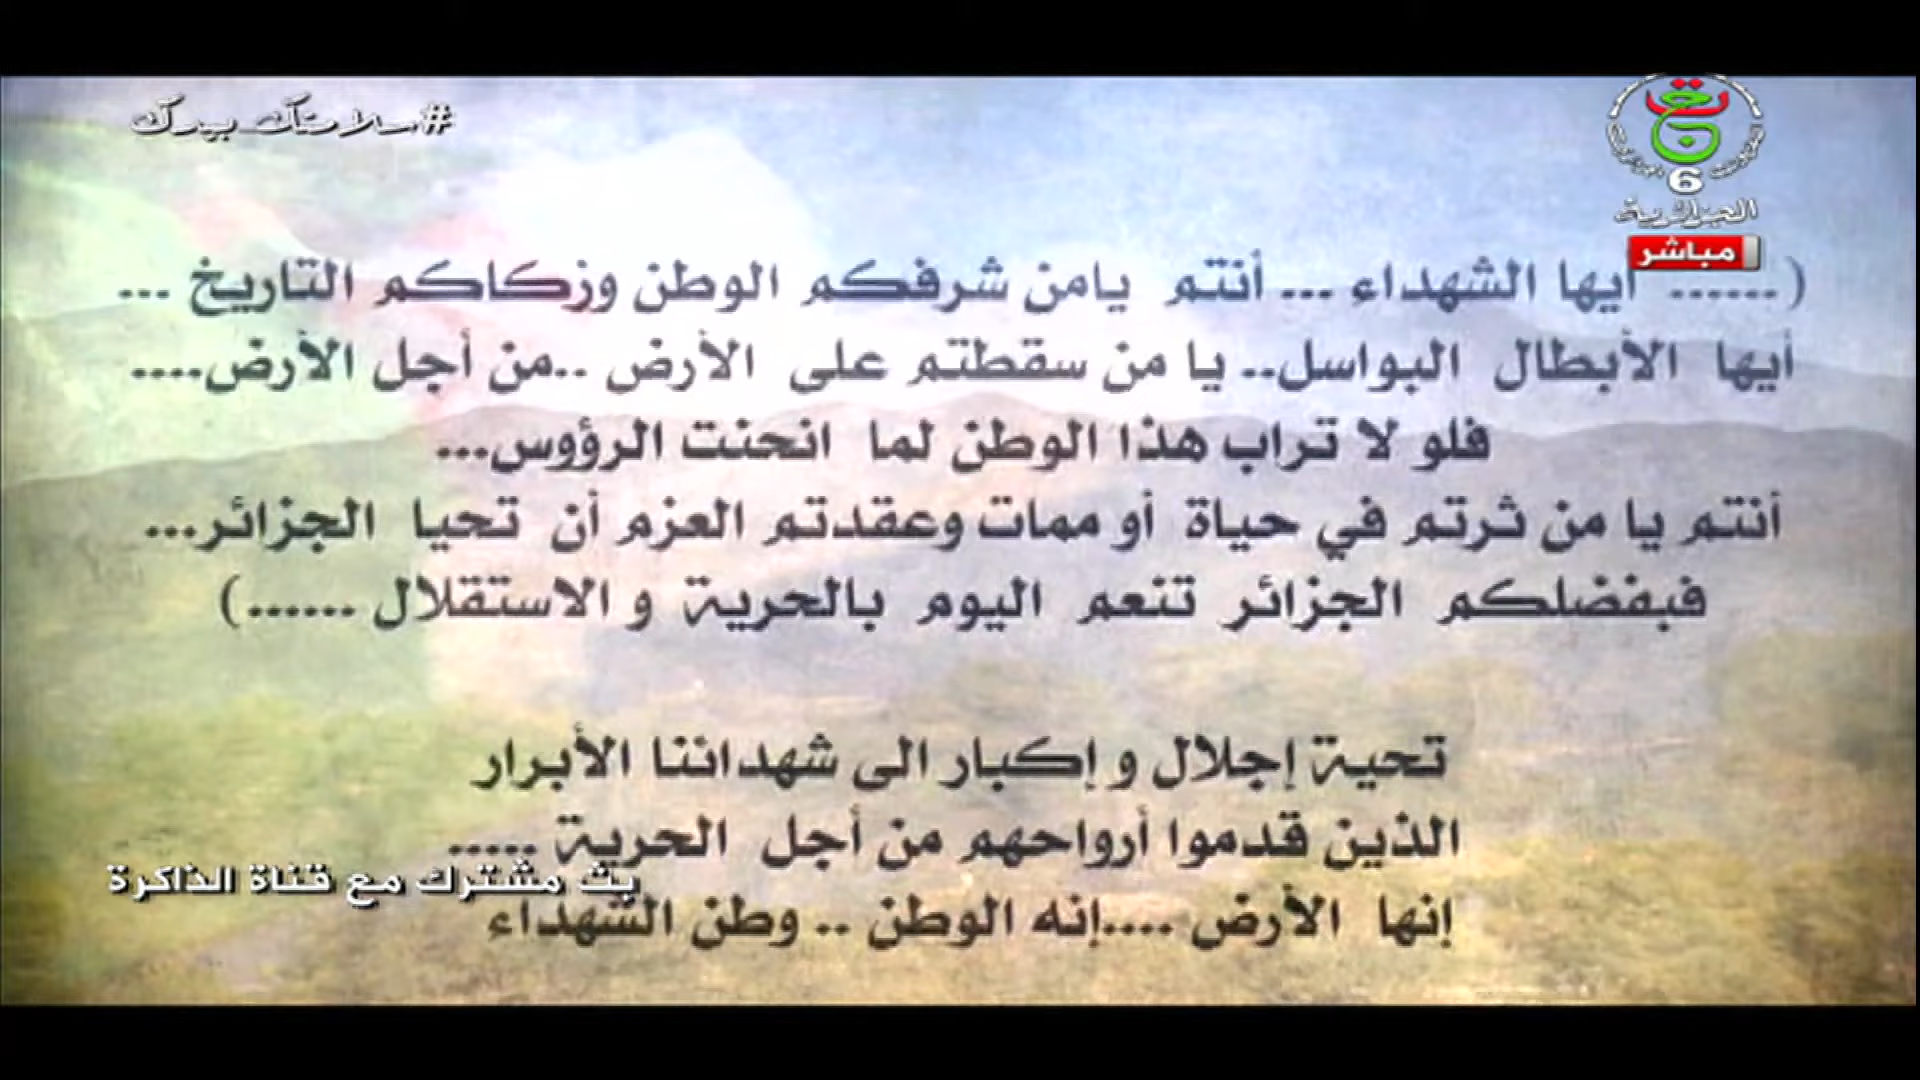 #سلامتك بيدك
6
الجزائرية
مباشر
(...... أيها الشهداء ... أنتم يامن شرفكم الوطن وزكاكم التاريخ ...
أيها الأبطال البواسل.. يا من سقطتم على الأرض ..من أجل الأرض....
فلو لا تراب هذا الوطن لما انحنت الرؤوس...
أنتم يا من ثرتم في حياة أو ممات وعقدتم العزم أن تحيا الجزائر...
فبفضلكم الجزائر تنعم اليوم بالحرية و الاستقلال ......)
تحية إجلال و إكبار الى شهدائنا الأبرار
الذين قدموا أرواحهم من أجل الحرية .....
بث مشترك مع قناة الذاكرة
إنها الأرض ....إنه الوطن .. وطن الشهداء